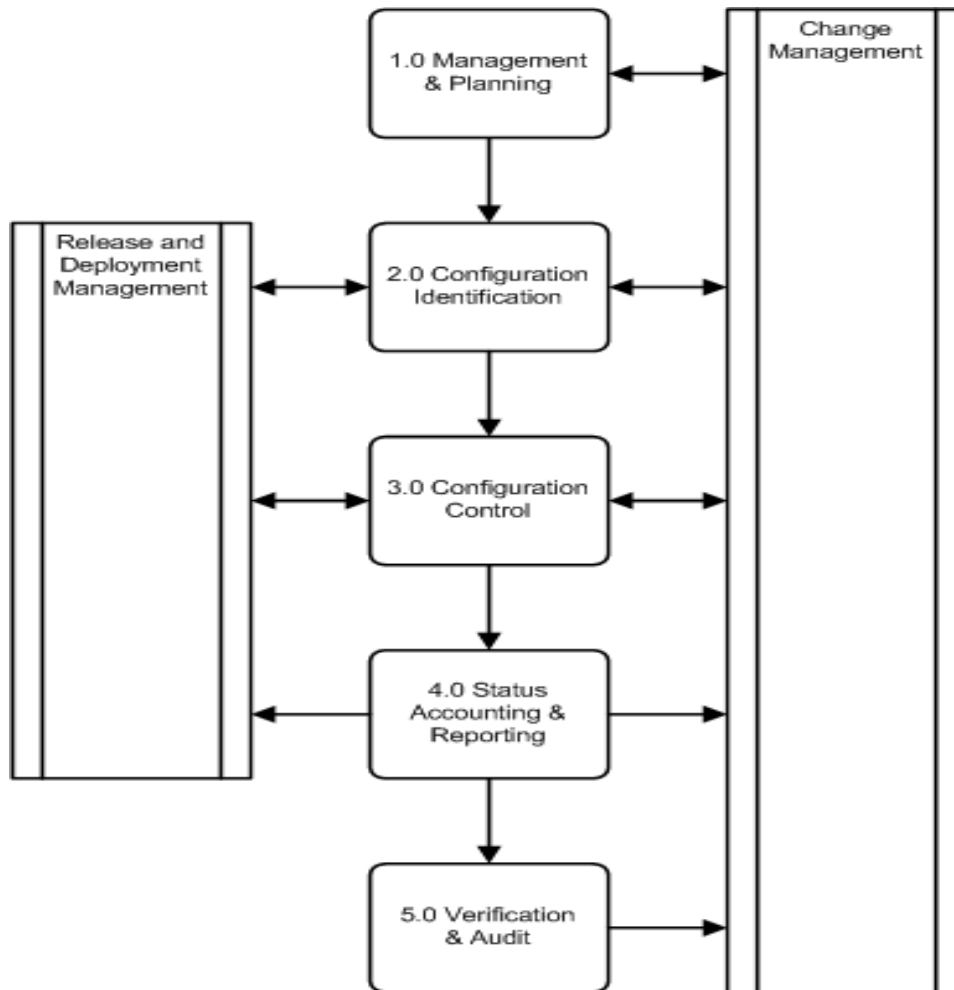 1.0 Management
& Planning
Change
Management
Release and
Deployment
Management
2.0 Configuration
Identification
3.0 Configuration
Control
4.0 Status
Accounting &
Reporting
5.0 Verification
& Audit